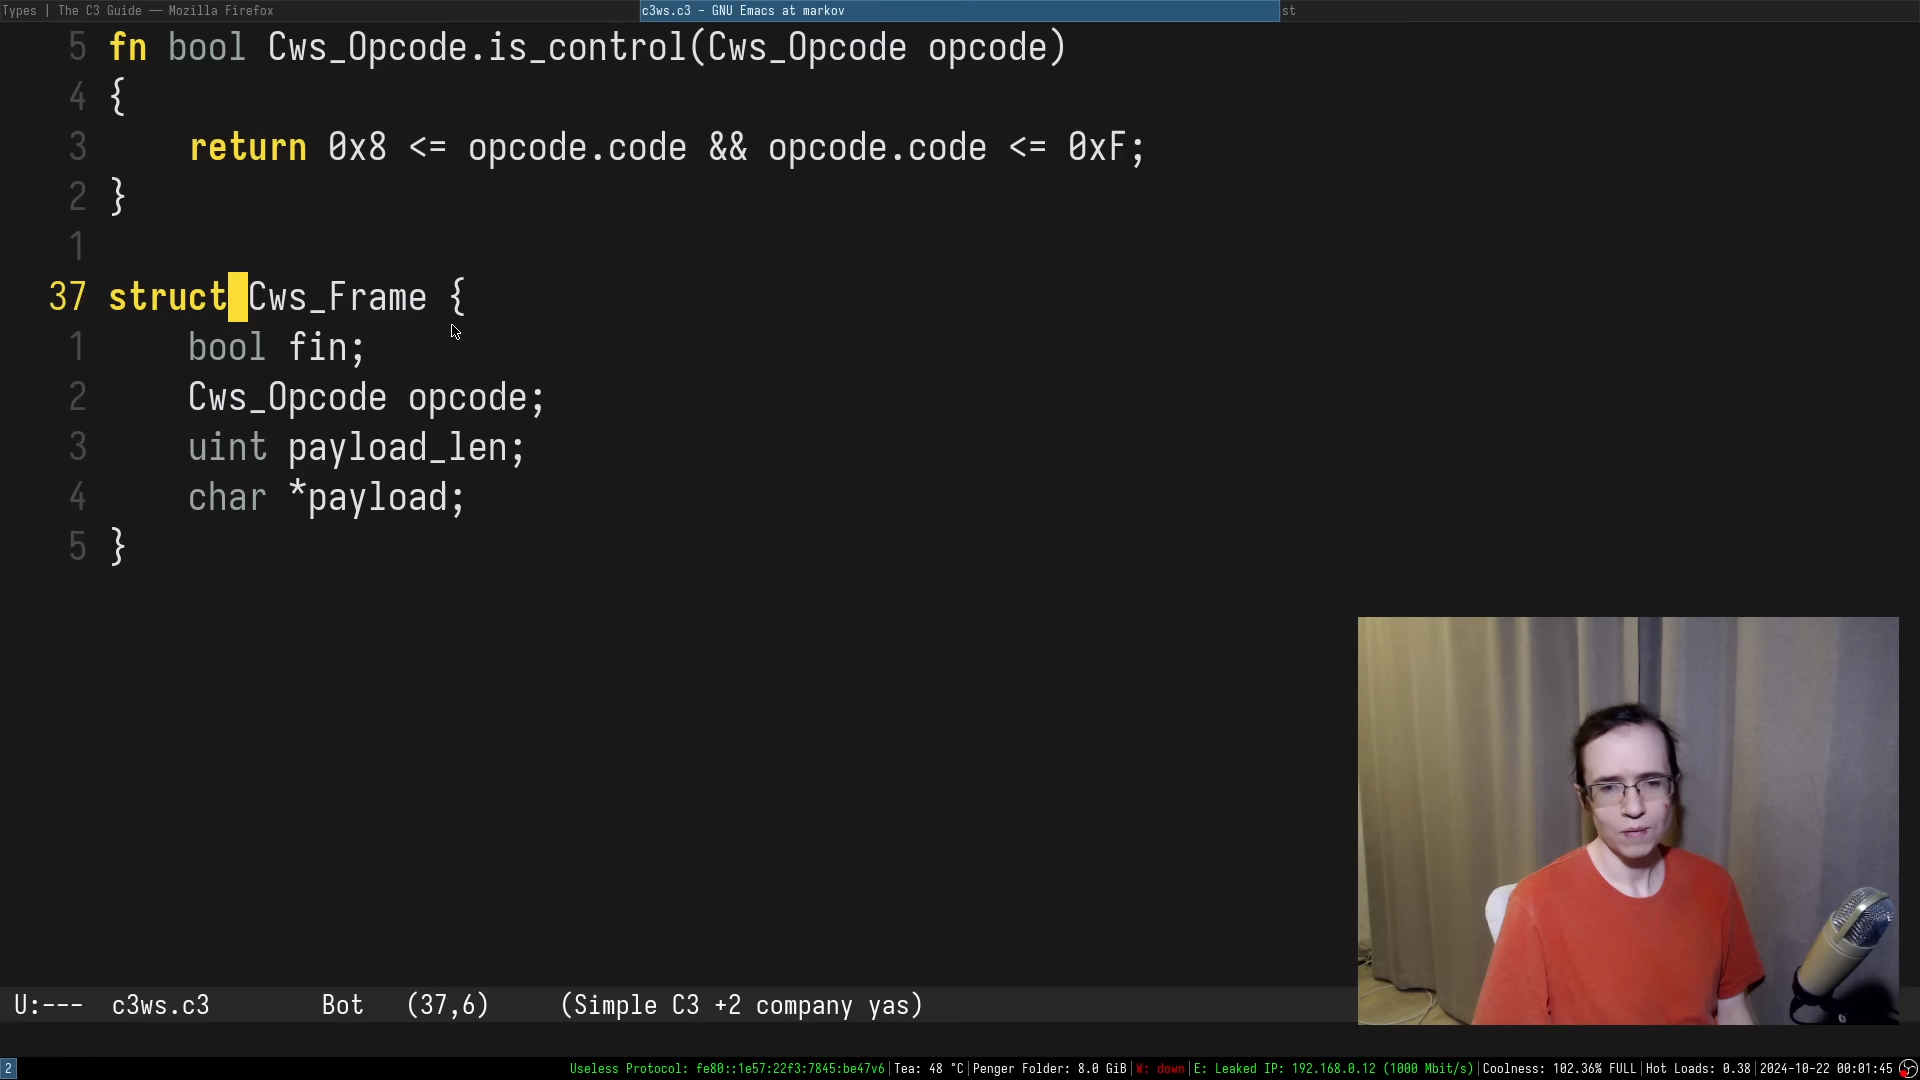 Types | The C3 Guide — Mozilla Firefox
c3ws.c3 - GNU Emacs at markov
st
5 fn bool Cws_Opcode.is_control(Cws_Opcode opcode)
4 {
3 return 0x8 <= opcode.code && opcode.code <= 0xF;
2 }
1
37 struct Cws_Frame {
1 bool fin;
2 Cws_Opcode opcode;
3 uint payload_len;
4 char *payload;
5 }
U:--- c3ws.c3 Bot (37,6) (Simple C3 +2 company yas)
2 Useless Protocol: fe80::1e57:22f3:7845:be47v6|Tea: 48 °C|Penger Folder: 8.0 GiB|W: down|E: Leaked IP: 192.168.0.12 (1000 Mbit/s)|Coolness: 102.36% FULL|Hot Loads: 0.38|2024-10-22 00:01:45